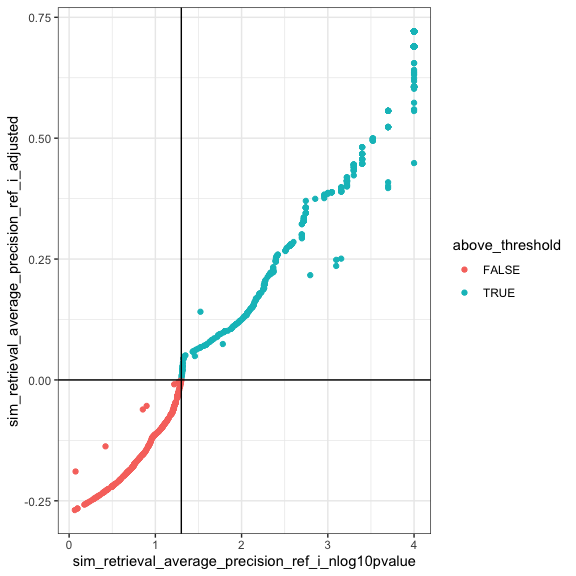 sim_retrieval_average_precision_ref_i_adjusted
0.75
0.50
0.25
0.00
-0.25
0
1
2
3
4
sim_retrieval_average_precision_ref_i_nlog10pvalue
above_threshold
FALSE
TRUE